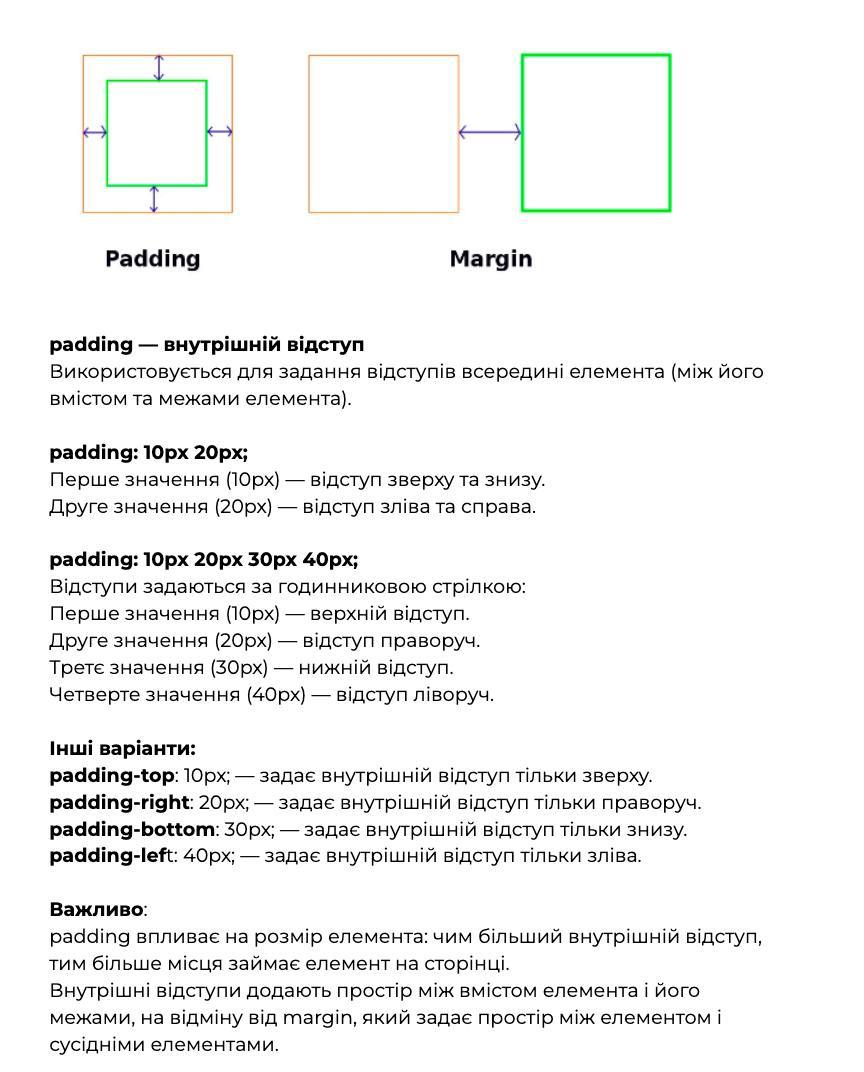 Padding
Margin
padding — внутрішній відступ
Використовується для задання відступів всередині елемента (між його
вмістом та межами елемента).
padding: 10px 20px;
Перше значення (10px) — відступ зверху та знизу.
Друге значення (20px) — відступ зліва та справа.
padding: 10px 20px 30px 40px;
Відступи задаються за годинниковою стрілкою:
Перше значення (10px) — верхній відступ.
Друге значення (20px) — відступ праворуч.
Третє значення (30px) — нижній відступ.
Четверте значення (40px) — відступ ліворуч.
Інші варіанти:
padding-top: 10px; — задає внутрішній відступ тільки зверху.
padding-right: 20px; — задає внутрішній відступ тільки праворуч.
padding-bottom: 30px; — задає внутрішній відступ тільки знизу.
padding-left: 40px; — задає внутрішній відступ тільки зліва.
Важливо:
padding впливає на розмір елемента: чим більший внутрішній відступ,
тим більше місця займає елемент на сторінці.
Внутрішні відступи додають простір між вмістом елемента і його
межами, на відміну від margin, який задає простір між елементом і
сусідніми елементами.